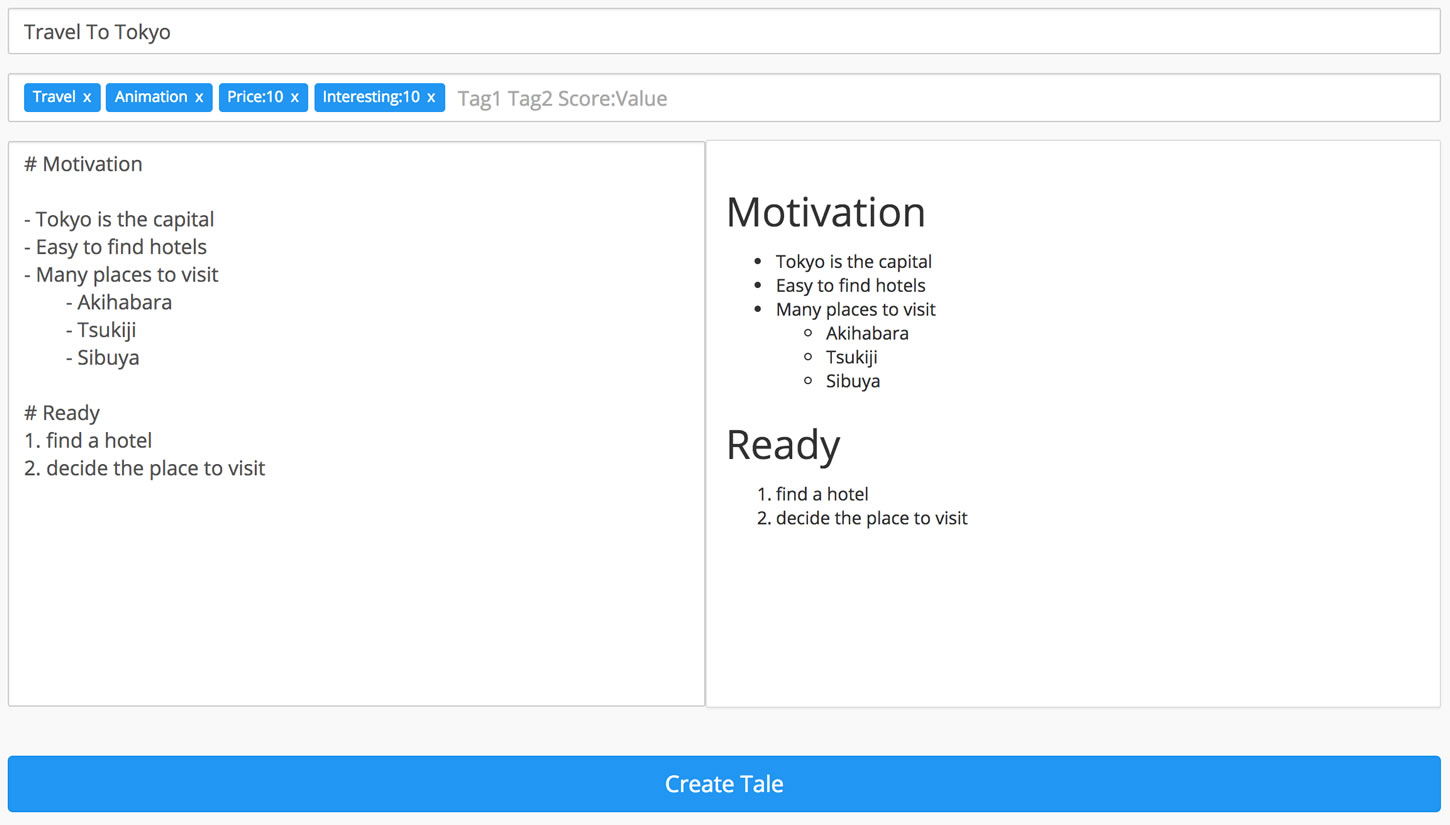 Travel To Tokyo
Travel x Animation x Price:10 x Interesting:10 x Tag1 Tag2 Score:Value
# Motivation
- Tokyo is the capital
- Easy to find hotels
- Many places to visit
- Akihabara
- Tsukiji
- Sibuya
# Ready
1. find a hotel
2. decide the place to visit
Motivation
• Tokyo is the capital
• Easy to find hotels
• Many places to visit
◦ Akihabara
◦ Tsukiji
◦ Sibuya
Ready
1. find a hotel
2. decide the place to visit
Create Tale